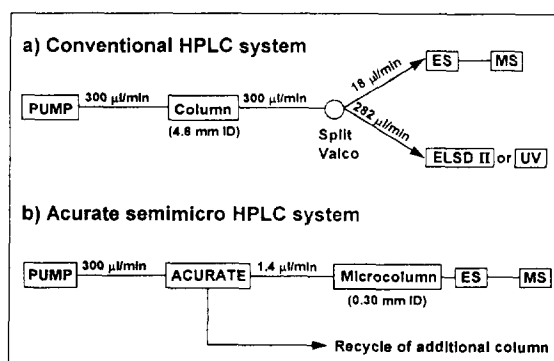 a) Conventional HPLC system
PUMP
300 µl/min
Column
(4.6 mm ID)
300 µl/min
Split
Valco
18 µl/min
ES
MS
282 µl/min
ELSD II or UV
b) Acurate semimicro HPLC system
PUMP
300 µl/min
ACURATE
1.4 µl/min
Microcolumn
(0.30 mm ID)
ES
MS
Recycle of additional column